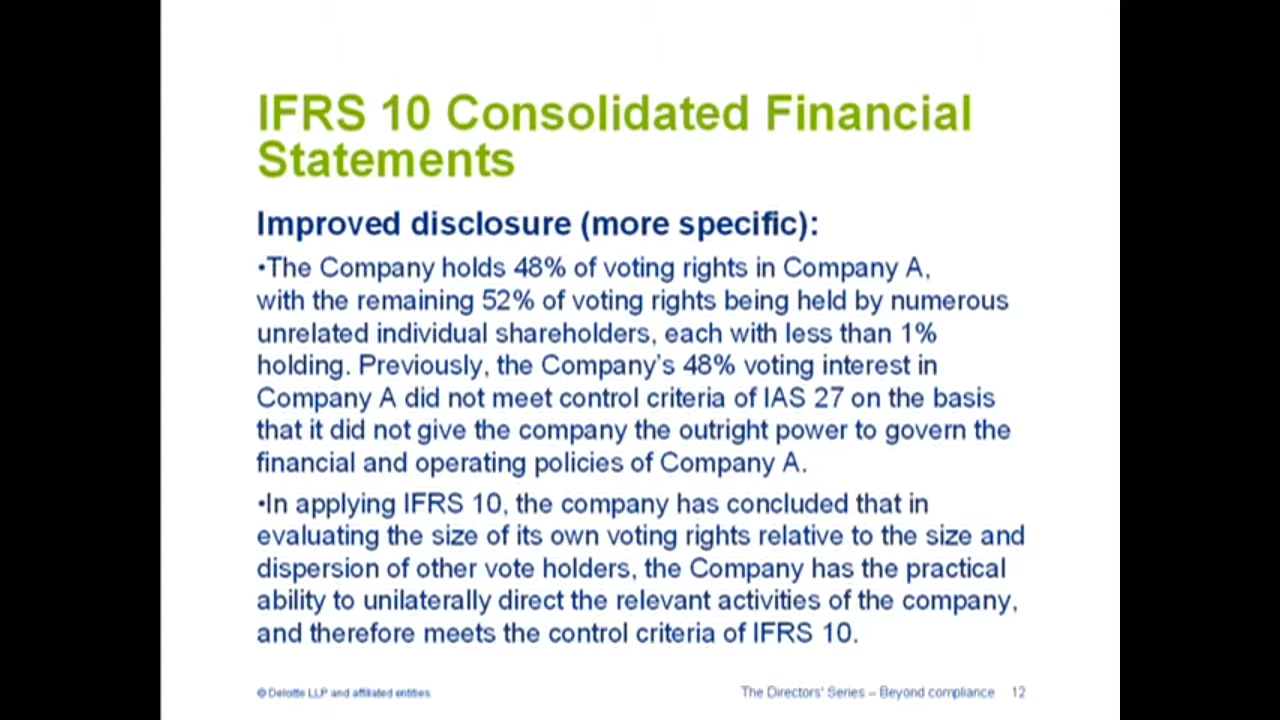 IFRS 10 Consolidated Financial
Statements
Improved disclosure (more specific):
•The Company holds 48% of voting rights in Company A,
with the remaining 52% of voting rights being held by numerous
unrelated individual shareholders, each with less than 1%
holding. Previously, the Company's 48% voting interest in
Company A did not meet control criteria of IAS 27 on the basis
that it did not give the company the outright power to govern the
financial and operating policies of Company A.
•In applying IFRS 10, the company has concluded that in
evaluating the size of its own voting rights relative to the size and
dispersion of other vote holders, the Company has the practical
ability to unilaterally direct the relevant activities of the company,
and therefore meets the control criteria of IFRS 10.
© Deloitte LLP and affiliated entities.
The Directors' Series – Beyond compliance 12